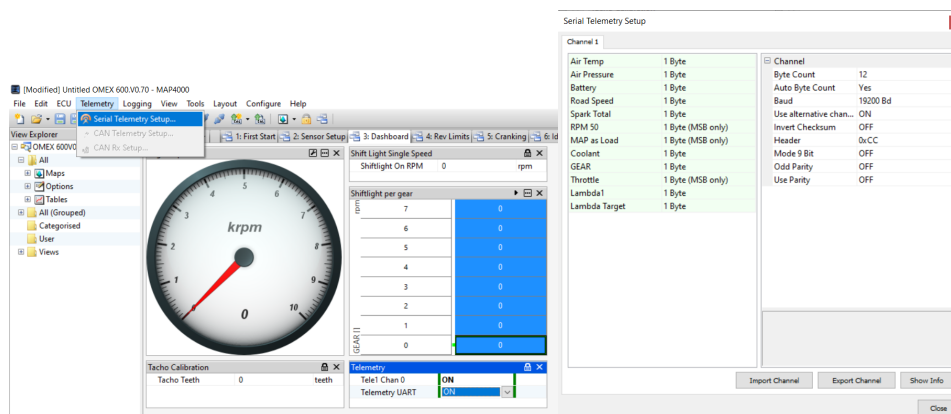 Serial Telemetry Setup
Channel 1
Air Temp 1 Byte
Air Pressure 1 Byte
Battery 1 Byte
Road Speed 1 Byte
Spark Total 1 Byte
RPM 50 1 Byte (MSB only)
MAP as Load 1 Byte (MSB only)
Coolant 1 Byte
GEAR 1 Byte
Throttle 1 Byte (MSB only)
Lambda1 1 Byte
Lambda Target 1 Byte
Channel
Byte Count 12
Auto Byte Count Yes
Baud 19200 Bd
Use alternative chan... ON
Invert Checksum OFF
Header 0xCC
Mode 9 Bit OFF
Odd Parity OFF
Use Parity OFF
Import Channel Export Channel Show Info
Close
[Modified] Untitled OMEX 600.V0.70 - MAP4000
File Edit ECU Telemetry Logging View Tools Layout Configure Help
Serial Telemetry Setup...
CAN Telemetry Setup...
CAN Rx Setup...
View Explorer
1: First Start 2: Sensor Setup 3: Dashboard 4: Rev Limits 5: Cranking 6: Id
OMEX 600V0
All
Maps
Options
Tables
All (Grouped)
Categorised
User
Views
krpm
0 1 2 3 4 5 6 7 8 9 10
0
Shift Light Single Speed
Shiftlight On RPM 0 rpm
Shiftlight per gear
rpm
7 0
6 0
5 0
4 0
3 0
2 0
1 0
0 0
GEAR []
Tacho Calibration
Tacho Teeth 0 teeth
Telemetry
Tele1 Chan 0 ON
Telemetry UART ON